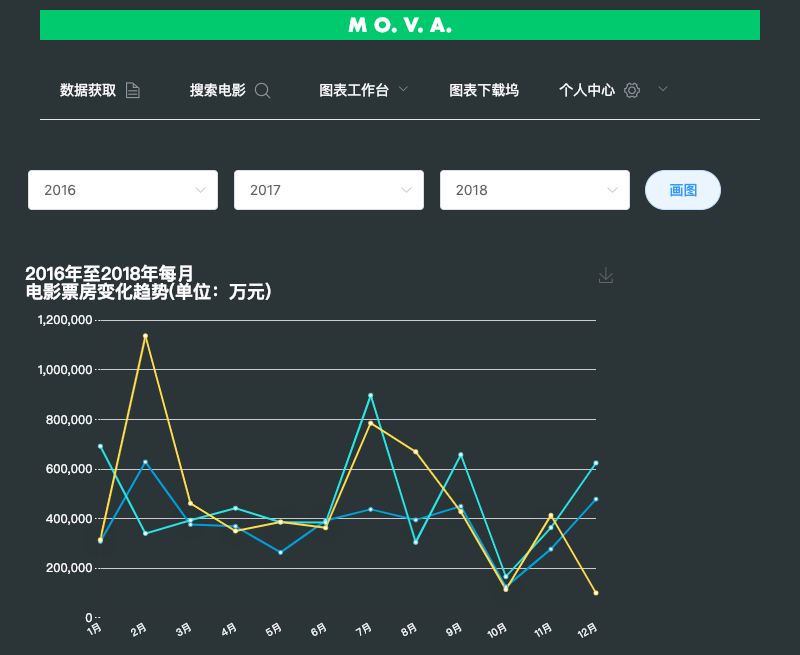 M O. V. A.
数据获取 搜索电影 图表工作台 图表下载坞 个人中心
2016 2017 2018 画图
2016年至2018年每月
电影票房变化趋势(单位：万元)
1,200,000
1,000,000
800,000
600,000
400,000
200,000
0
1月 2月 3月 4月 5月 6月 7月 8月 9月 10月 11月 12月